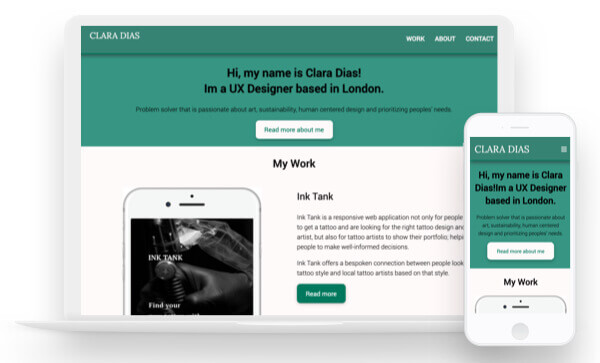 CLARA DIAS
WORK ABOUT CONTACT
Hi, my name is Clara Dias!
Im a UX Designer based in London.
Problem solver that is passionate about art, sustainability, human centered design and prioritizing peoples' needs.
Read more about me
My Work
Ink Tank
Ink Tank is a responsive web application not only for people
to get a tattoo and are looking for the right tattoo design and
artist, but also for tattoo artists to show their portfolio; helpi
people to make well-informed decisions.
Ink Tank offers a bespoke connection between people look
tattoo style and local tattoo artists based on that style.
Read more
INK TANK
Find your
CLARA DIAS
Hi, my name is Clara
Dias!Im a UX Designer
based in London.
Problem solver that is passionate about
art, sustainability, human centered
design and prioritizing peoples' needs.
Read more about me
My Work